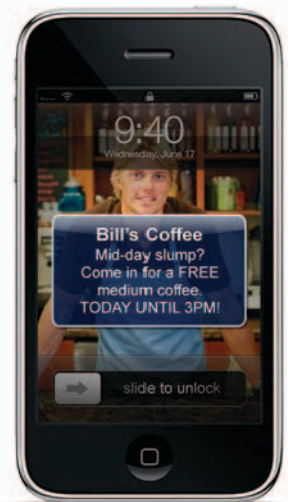 9:40
Wednesday, June 17
Bill's Coffee
Mid-day slump?
Come in for a FREE
medium coffee.
TODAY UNTIL 3PM!
slide to unlock